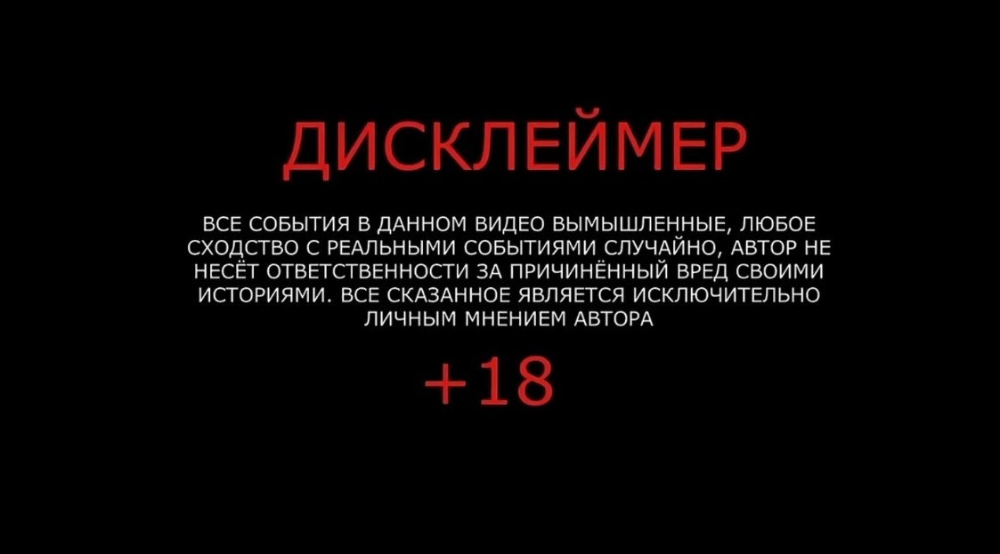 ДИСКЛЕЙМЕР
ВСЕ СОБЫТИЯ В ДАННОМ ВИДЕО ВЫМЫШЛЕННЫЕ, ЛЮБОЕ
СХОДСТВО С РЕАЛЬНЫМИ СОБЫТИЯМИ СЛУЧАЙНО, АВТОР НЕ
НЕСЁТ ОТВЕТСТВЕННОСТИ ЗА ПРИЧИНЁННЫЙ ВРЕД СВОИМИ
ИСТОРИЯМИ. ВСЕ СКАЗАННОЕ ЯВЛЯЕТСЯ ИСКЛЮЧИТЕЛЬНО
ЛИЧНЫМ МНЕНИЕМ АВТОРА
+18